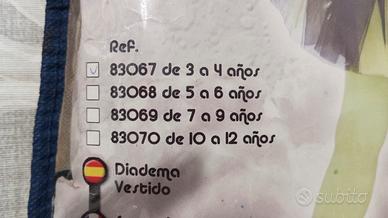 Ref.
83067 de 3 a 4 años
83068 de 5 a 6 años
83069 de 7 a 9 años
83070 de 10 a 12 años
Diadema
Vestido
subito